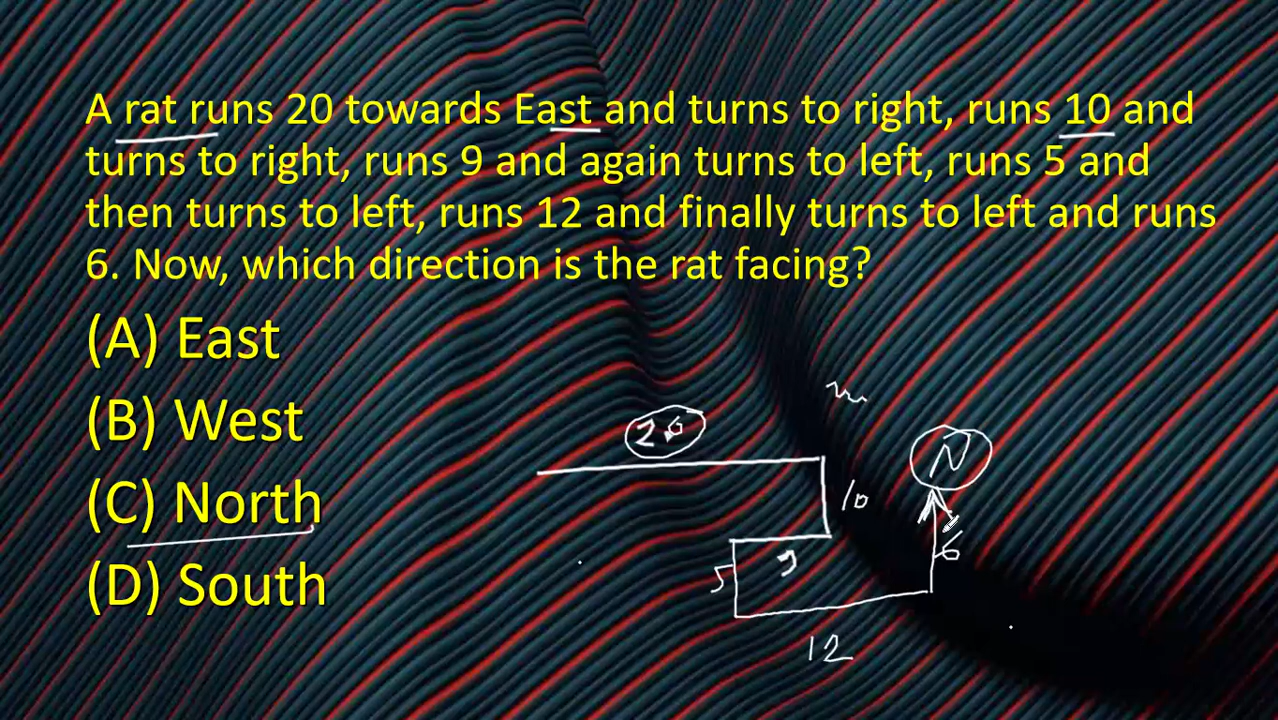 A rat runs 20 towards East and turns to right, runs 10 and
turns to right, runs 9 and again turns to left, runs 5 and
then turns to left, runs 12 and finally turns to left and runs
6. Now, which direction is the rat facing?
(A) East
(B) West
(C) North
(D) South
20
N
10
6
9
5
12